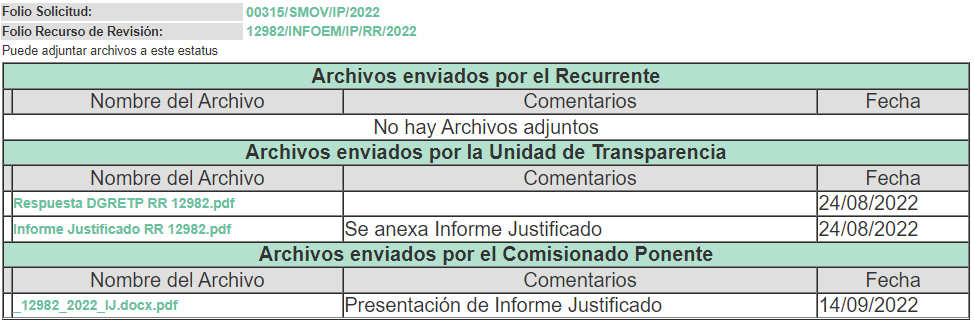 Folio Solicitud: 00315/SMOV/IP/2022
Folio Recurso de Revisión: 12982/INFOEM/IP/RR/2022
Puede adjuntar archivos a este estatus
Archivos enviados por el Recurrente
Nombre del Archivo Comentarios Fecha
No hay Archivos adjuntos
Archivos enviados por la Unidad de Transparencia
Nombre del Archivo Comentarios Fecha
Respuesta DGRETP RR 12982.pdf 24/08/2022
Informe Justificado RR 12982.pdf Se anexa Informe Justificado 24/08/2022
Archivos enviados por el Comisionado Ponente
Nombre del Archivo Comentarios Fecha
_12982_2022_IJ.docx.pdf Presentación de Informe Justificado 14/09/2022